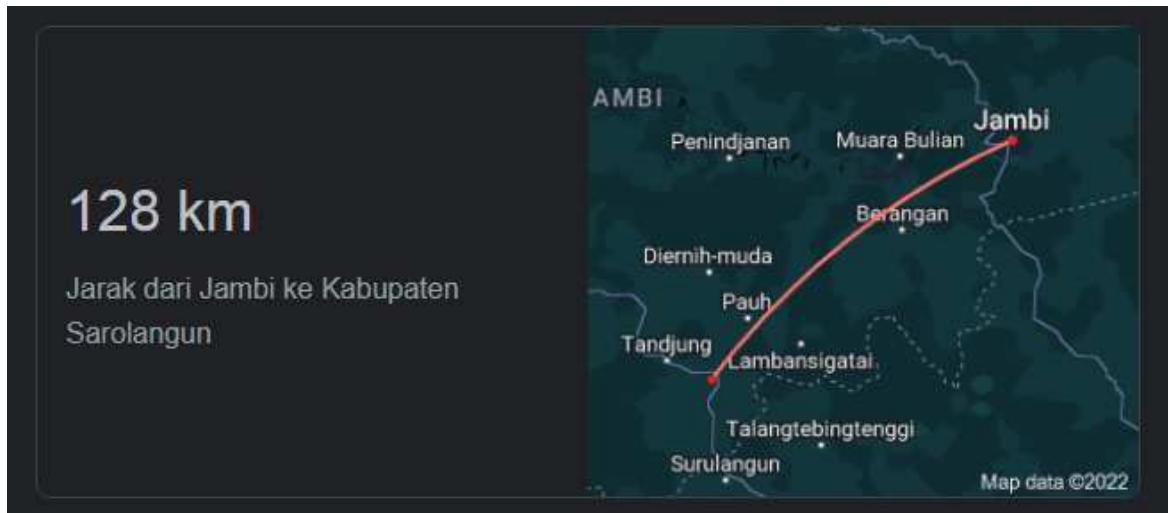 128 km
Jarak dari Jambi ke Kabupaten
Sarolangun
AMBI
Jambi
Penindjanan
Muara Bulian
Berangan
Diernih-muda
Pauh
Tandjung
Lambansigatai
Talangtebingtenggi
Surulangun
Map data ©2022